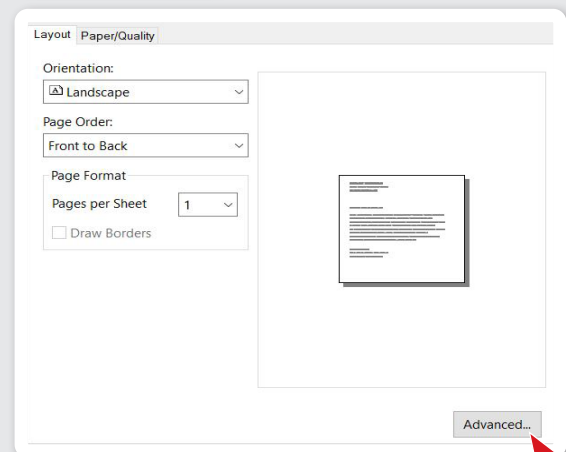 Layout Paper/Quality
Orientation:
Landscape
Page Order:
Front to Back
Page Format
Pages per Sheet 1
Draw Borders
Advanced...